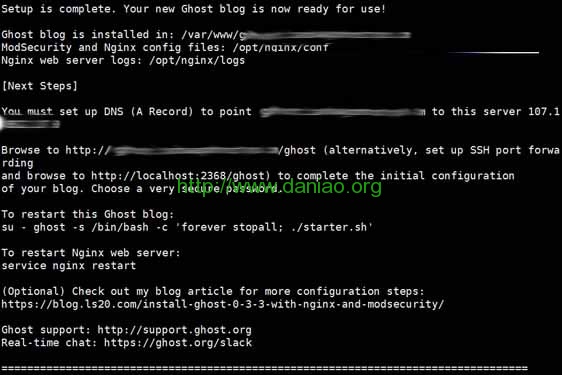 Setup is complete. Your new Ghost blog is now ready for use!
Ghost blog is installed in: /var/www/g
ModSecurity and Nginx config files: /opt/nginx/conf
Nginx web server logs: /opt/nginx/logs
[Next Steps]
You must set up DNS (A Record) to point m to this server 107.1
Browse to http:// /ghost (alternatively, set up SSH port forwa
rding
and browse to http://localhost:2368/ghost) to complete the initial configuration
of your blog. Choose a very secure password.
http://www.daniao.org
To restart this Ghost blog:
su - ghost -s /bin/bash -c 'forever stopall; ./starter.sh'
To restart Nginx web server:
service nginx restart
(Optional) Check out my blog article for more configuration steps:
https://blog.ls20.com/install-ghost-0-3-3-with-nginx-and-modsecurity/
Ghost support: http://support.ghost.org
Real-time chat: https://ghost.org/slack
================================================================================